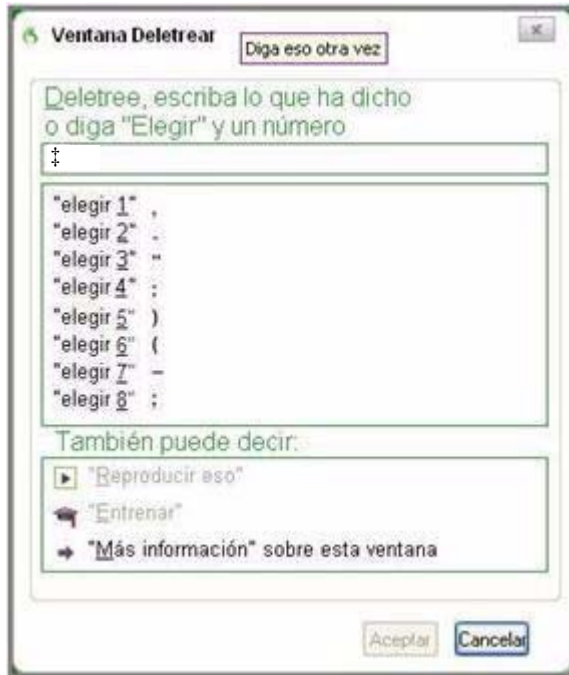 Ventana Deletrear
Diga eso otra vez
Deletree, escriba lo que ha dicho
o diga "Elegir" y un número
‡
"elegir 1" ,
"elegir 2" .
"elegir 3" "
"elegir 4" :
"elegir 5" )
"elegir 6" (
"elegir 7" –
"elegir 8" ;
También puede decir:
"Reproducir eso"
"Entrenar"
"Más información" sobre esta ventana
Aceptar Cancelar